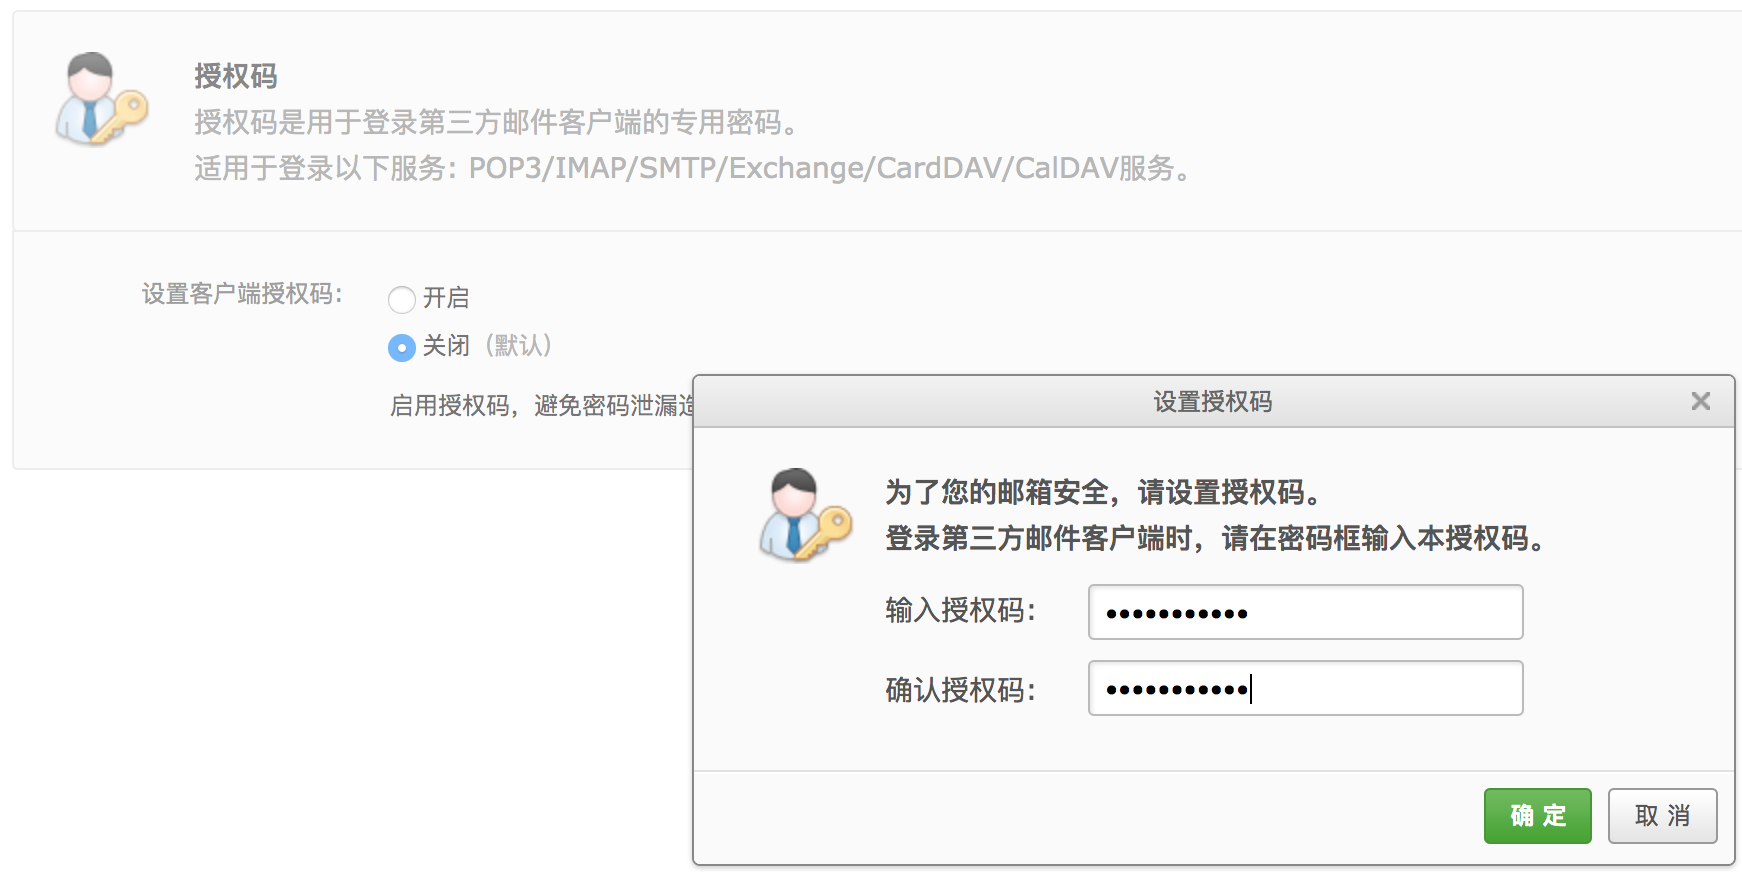 授权码
授权码是用于登录第三方邮件客户端的专用密码。
适用于登录以下服务：POP3/IMAP/SMTP/Exchange/CardDAV/CalDAV服务。
设置客户端授权码：
开启
关闭（默认）
启用授权码，避免密码泄漏
设置授权码
为了您的邮箱安全，请设置授权码。
登录第三方邮件客户端时，请在密码框输入本授权码。
输入授权码：
•••••••••••
确认授权码：
•••••••••••
确 定
取 消